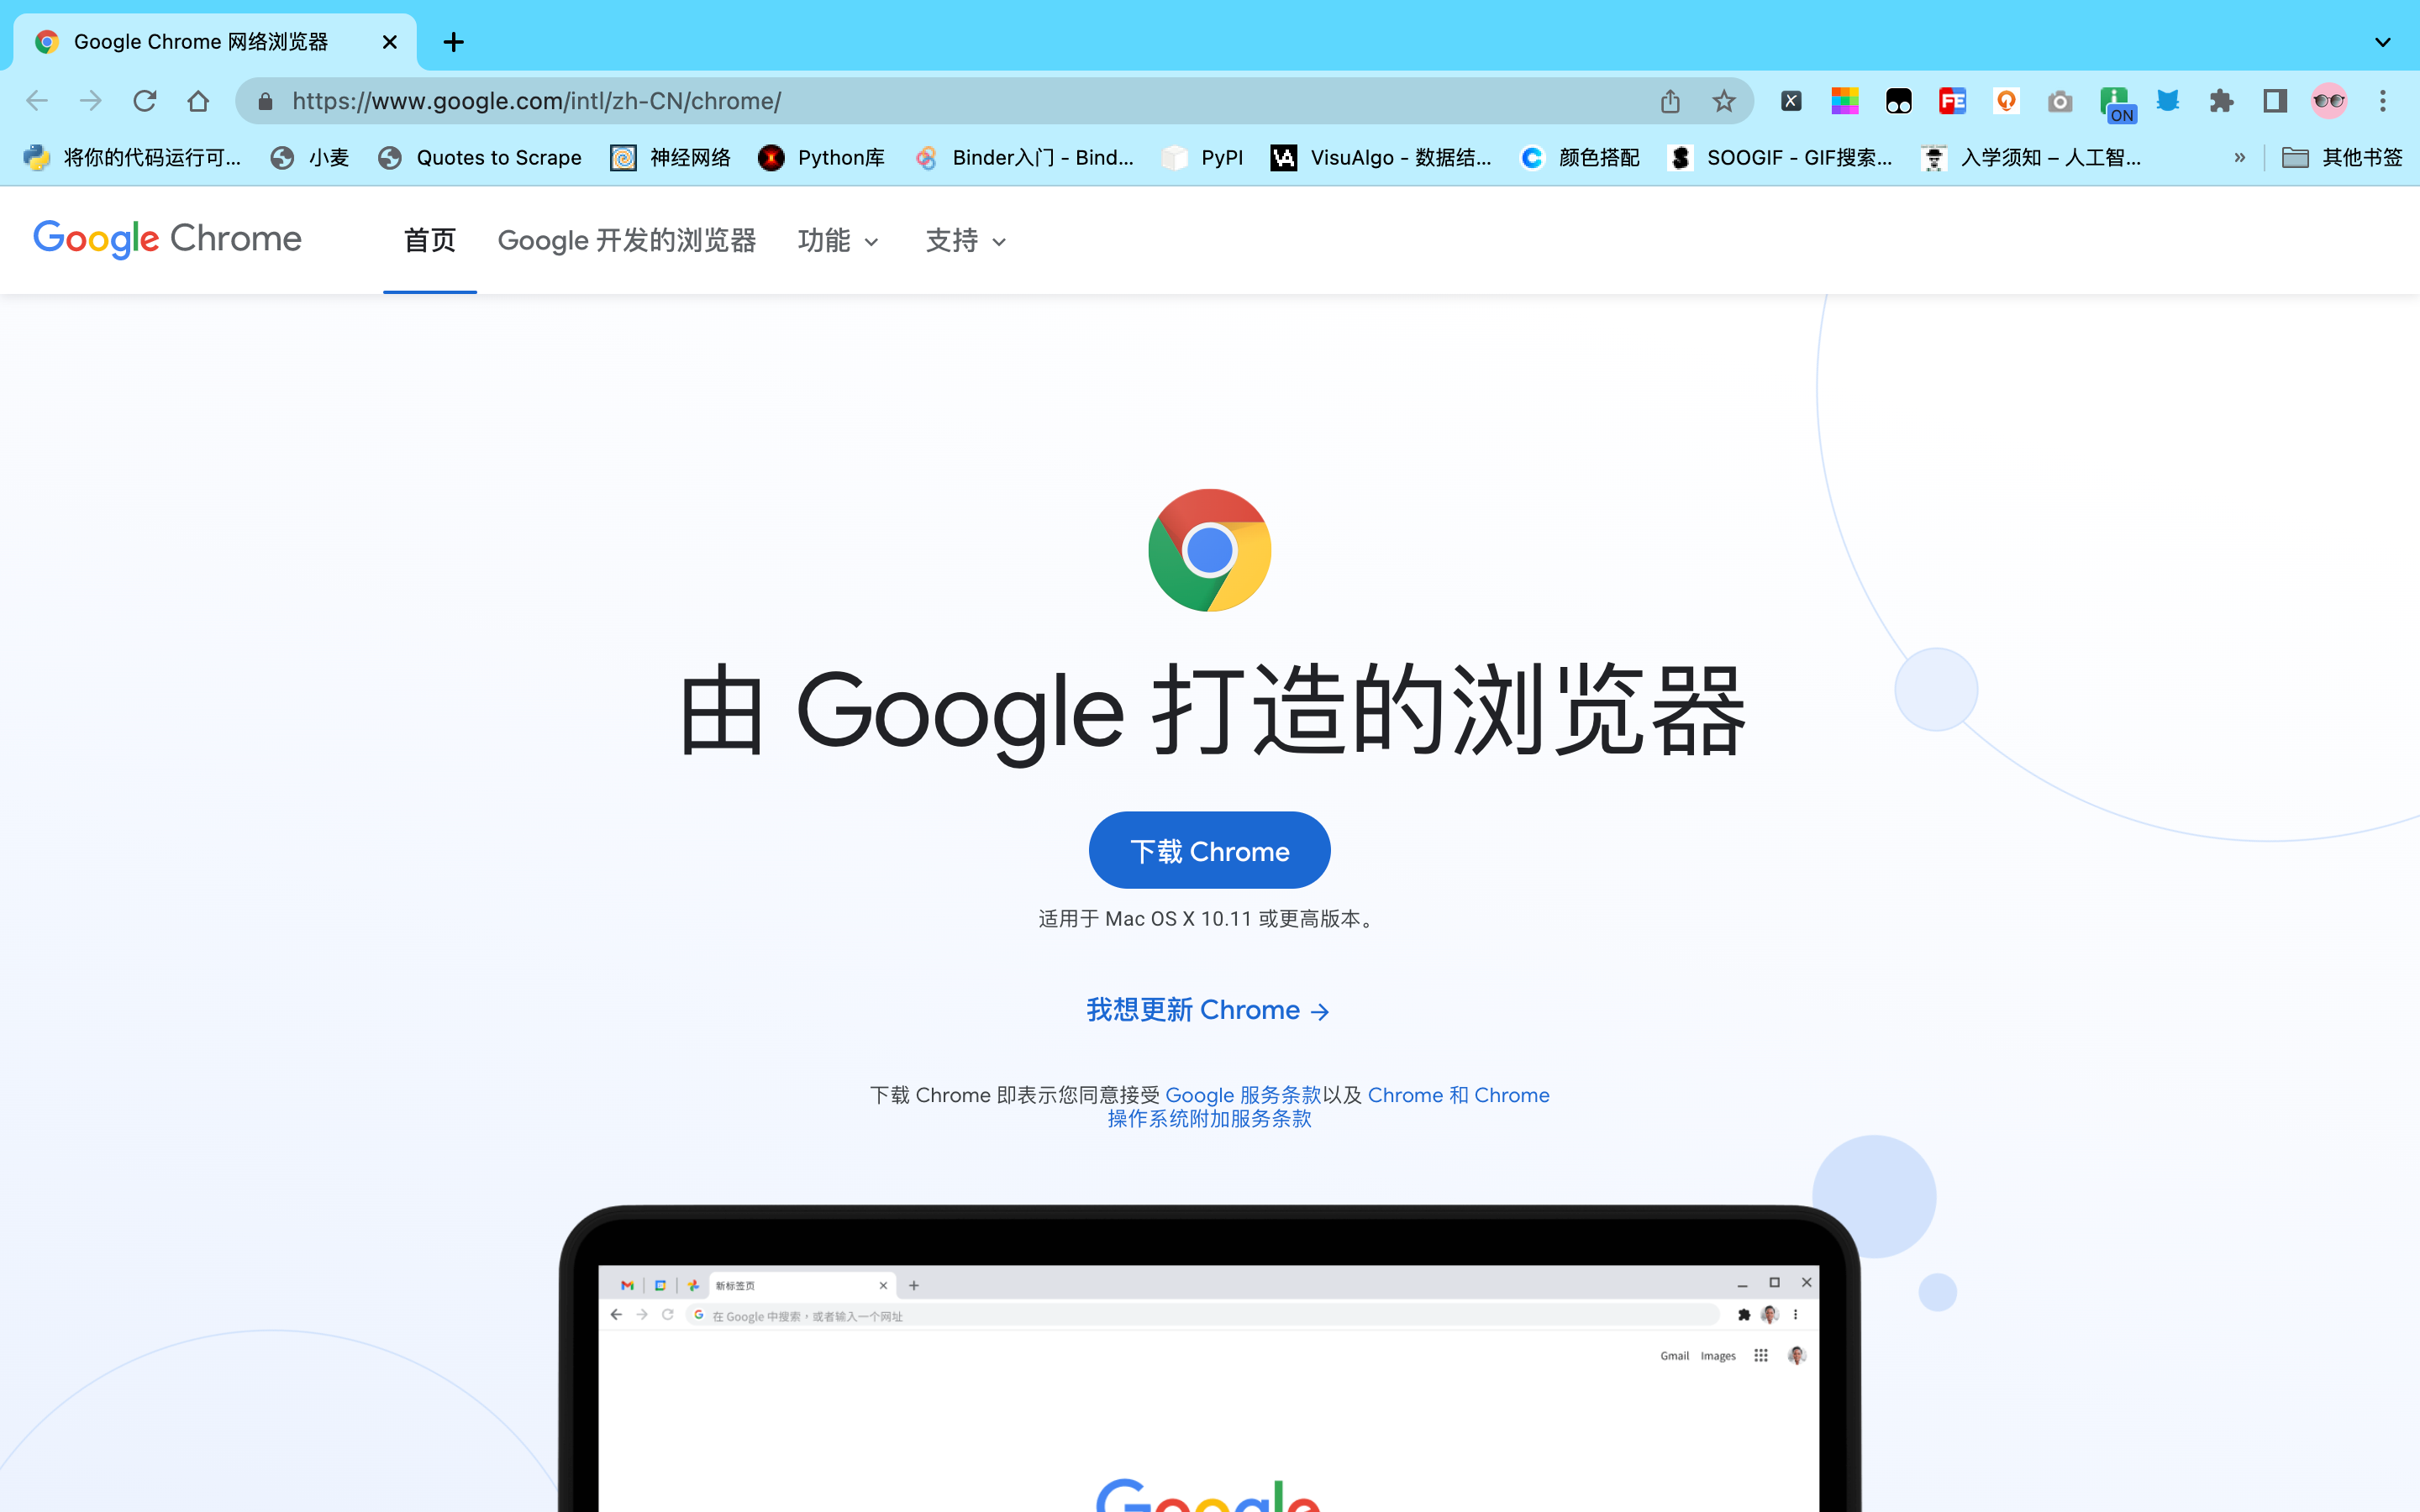 Google Chrome 网络浏览器
https://www.google.com/intl/zh-CN/chrome/
ON
将你的代码运行可... 小麦 Quotes to Scrape 神经网络 Python库 Binder入门 - Bind... PyPI VisuAlgo - 数据结... 颜色搭配 SOOGIF - GIF搜索... 入学须知 – 人工智... » 其他书签
Google Chrome 首页 Google 开发的浏览器 功能 支持
由 Google 打造的浏览器
下载 Chrome
适用于 Mac OS X 10.11 或更高版本。
我想更新 Chrome →
下载 Chrome 即表示您同意接受 Google 服务条款以及 Chrome 和 Chrome
操作系统附加服务条款
新标签页
在 Google 中搜索，或者输入一个网址
Gmail Images
Google